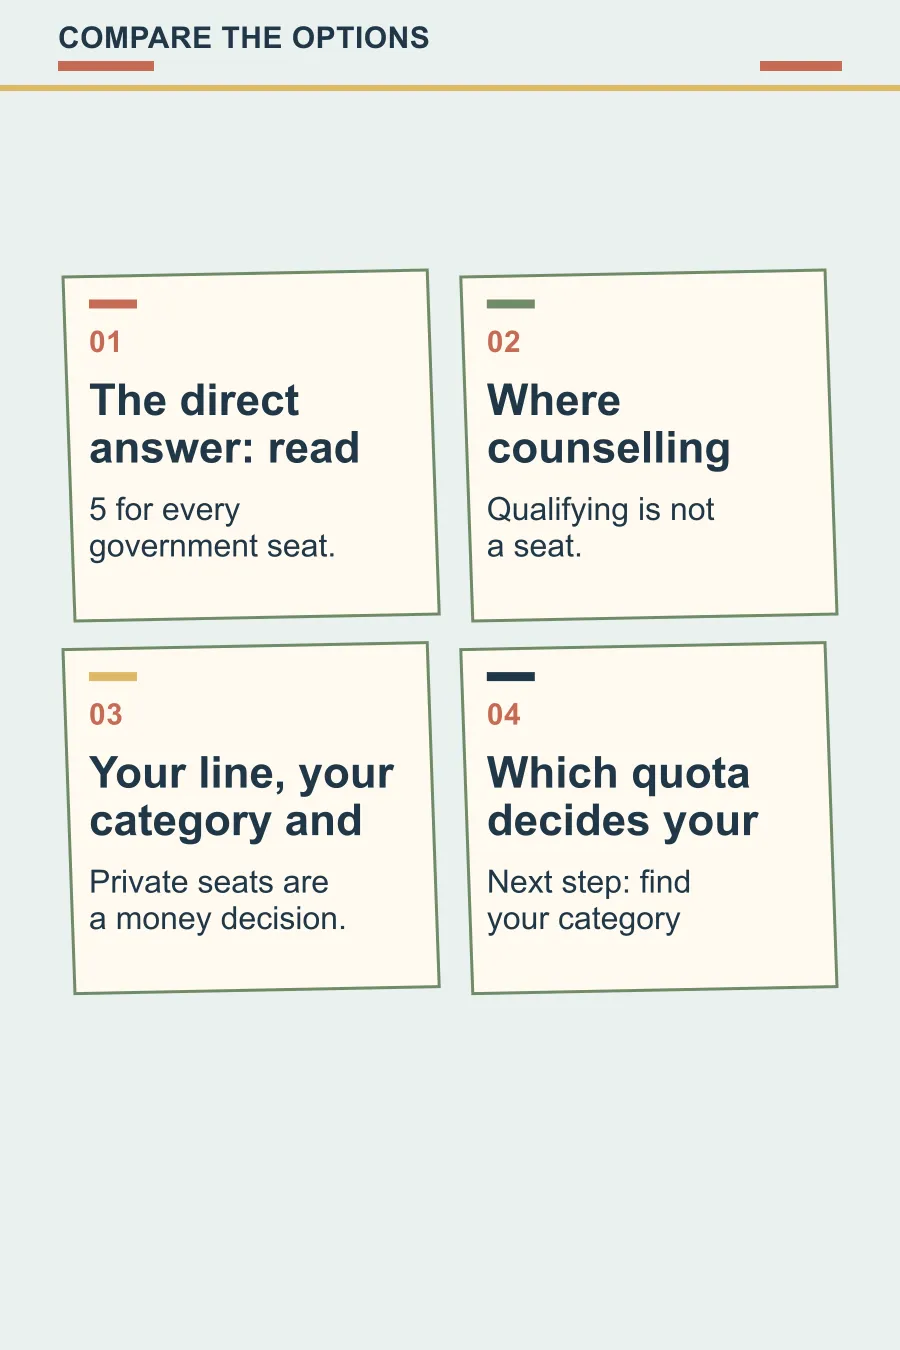 COMPARE THE OPTIONS
01
The direct
answer: read
5 for every
government seat.
02
Where
counselling
Qualifying is not
a seat.
03
Your line, your
category and
Private seats are
a money decision.
04
Which quota
decides your
Next step: find
your category